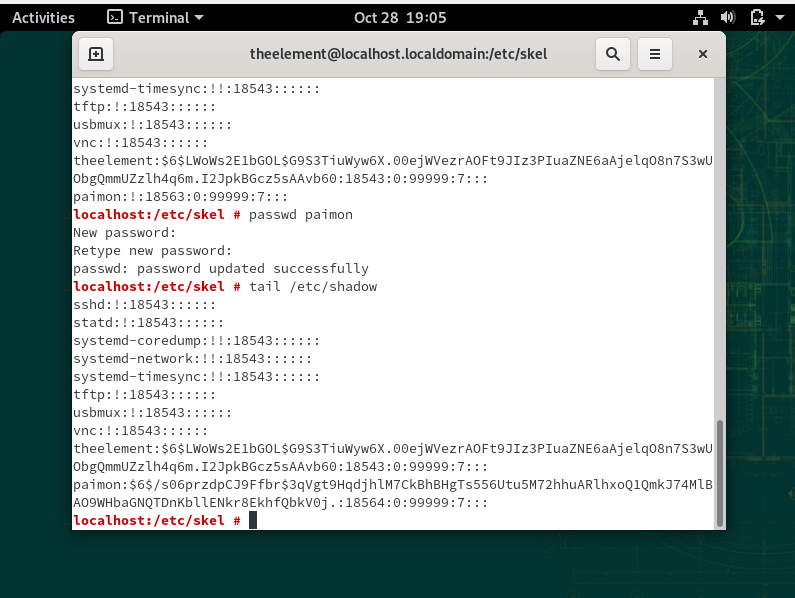 Activities Terminal Oct 28 19:05
theelement@localhost.localdomain:/etc/skel
systemd-timesync:!!:18543::::::
tftp:!:18543::::::
usbmux:!:18543::::::
vnc:!:18543::::::
theelement:$6$LWoWs2E1bGOL$G9S3TiuWyw6X.00ejWVezrAOFt9JIz3PIuaZNE6aAjelqO8n7S3wU
ObgQmmUZzlh4q6m.I2JpkBGcz5sAAvb60:18543:0:99999:7:::
paimon:!:18563:0:99999:7:::
localhost:/etc/skel # passwd paimon
New password:
Retype new password:
passwd: password updated successfully
localhost:/etc/skel # tail /etc/shadow
sshd:!:18543::::::
statd:!:18543::::::
systemd-coredump:!!:18543::::::
systemd-network:!!:18543::::::
systemd-timesync:!!:18543::::::
tftp:!:18543::::::
usbmux:!:18543::::::
vnc:!:18543::::::
theelement:$6$LWoWs2E1bGOL$G9S3TiuWyw6X.00ejWVezrAOFt9JIz3PIuaZNE6aAjelqO8n7S3wU
ObgQmmUZzlh4q6m.I2JpkBGcz5sAAvb60:18543:0:99999:7:::
paimon:$6$/s06przdpCJ9Ffbr$3qVgt9HqdjhlM7CkBhBHgTs556Utu5M72hhuARlhxoQ1QmkJ74MlB
AO9WHbaGNQTDnKbllENkr8EkhfQbkV0j.:18564:0:99999:7:::
localhost:/etc/skel #